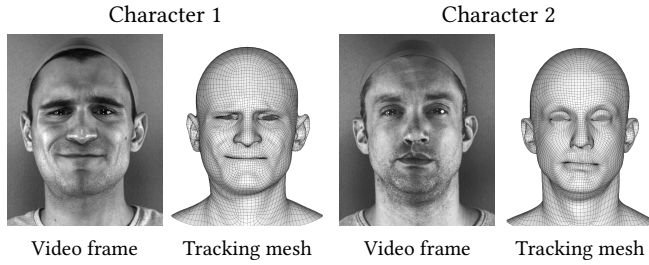 Character 1
Character 2
Video frame
Tracking mesh
Video frame
Tracking mesh